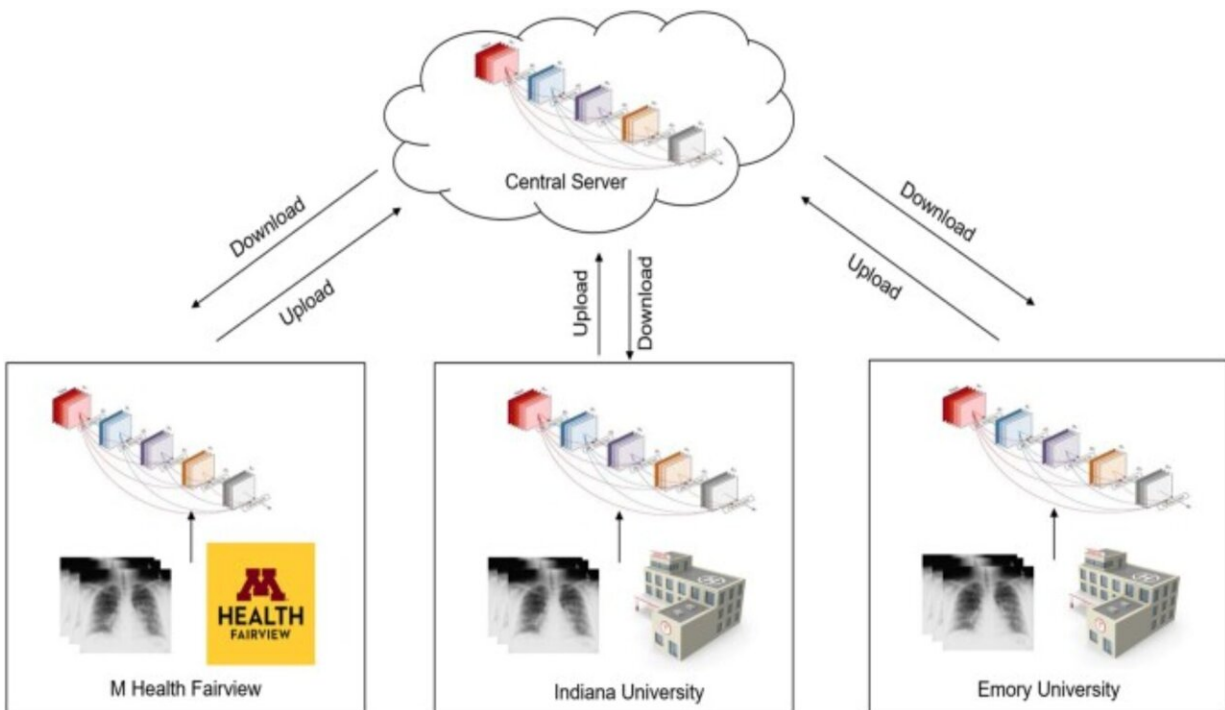 Central Server
Download
Upload
Upload
Download
Download
Upload
M
HEALTH
FAIRVIEW
M Health Fairview
Indiana University
Emory University